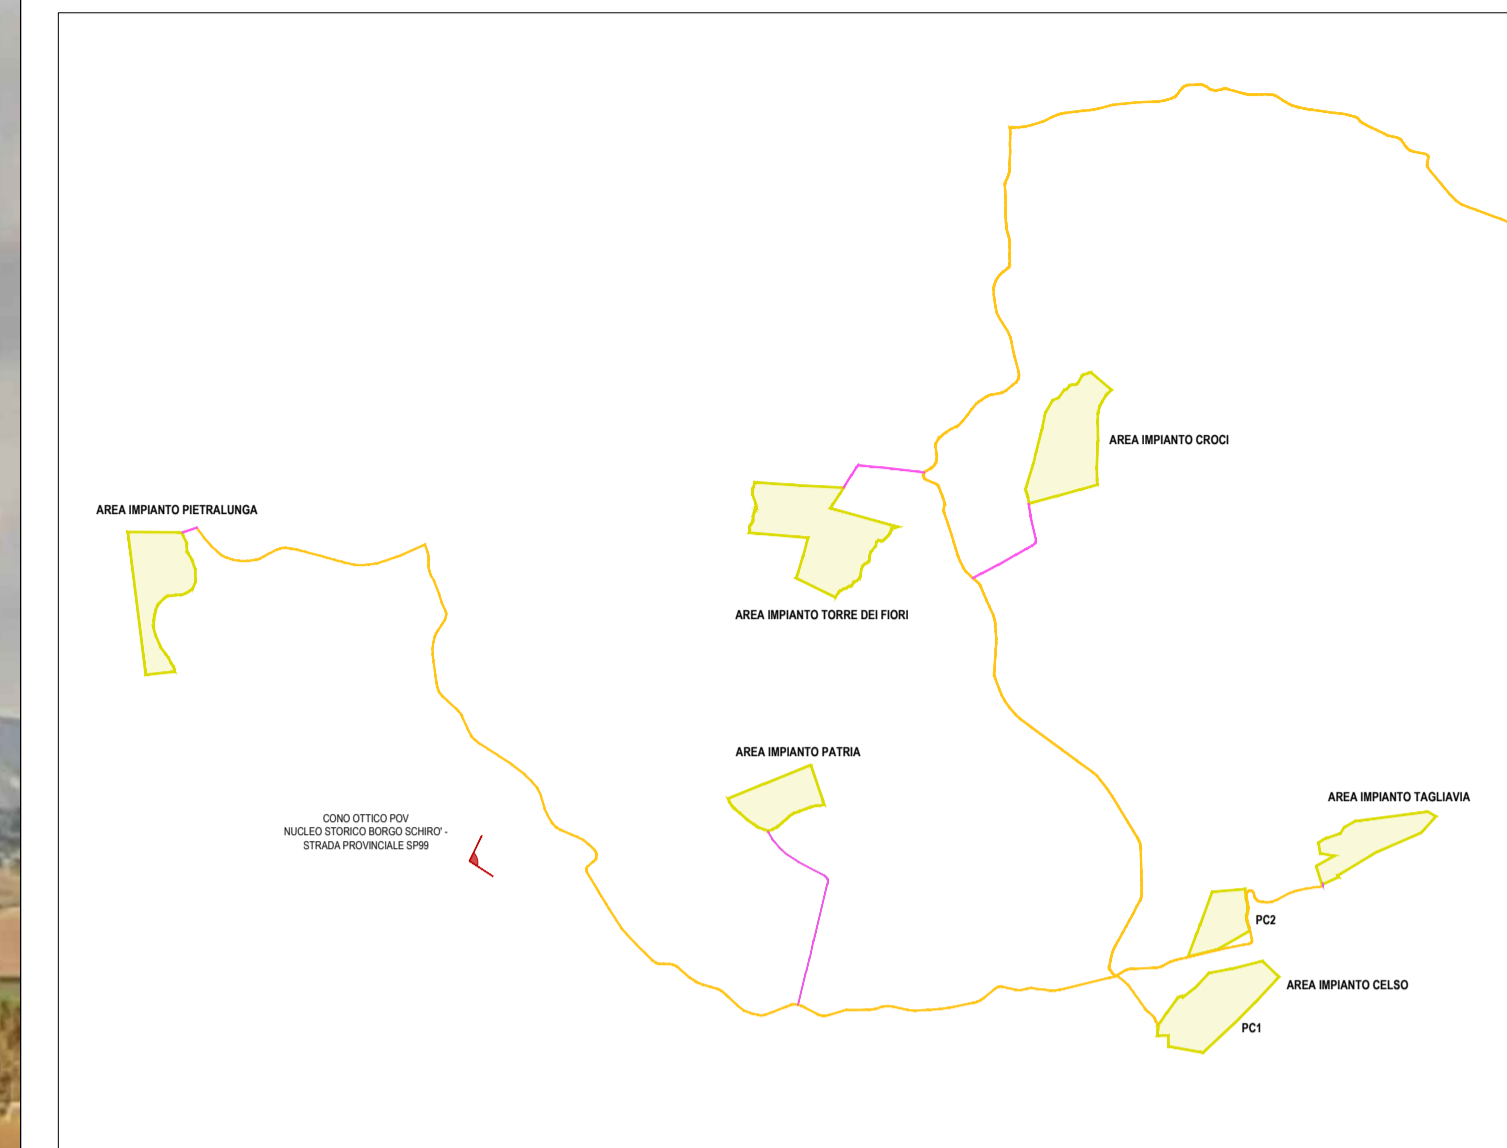 AREA IMPIANTO CROCI
AREA IMPIANTO PIETRALUNGA
AREA IMPIANTO TORRE DEI FIORI
AREA IMPIANTO PATRIA
AREA IMPIANTO TAGLIAVIA
CONO OTTICO POV
NUCLEO STORICO BORGO SCHIRO' -
STRADA PROVINCIALE SP99
PC2
AREA IMPIANTO CELSO
PC1